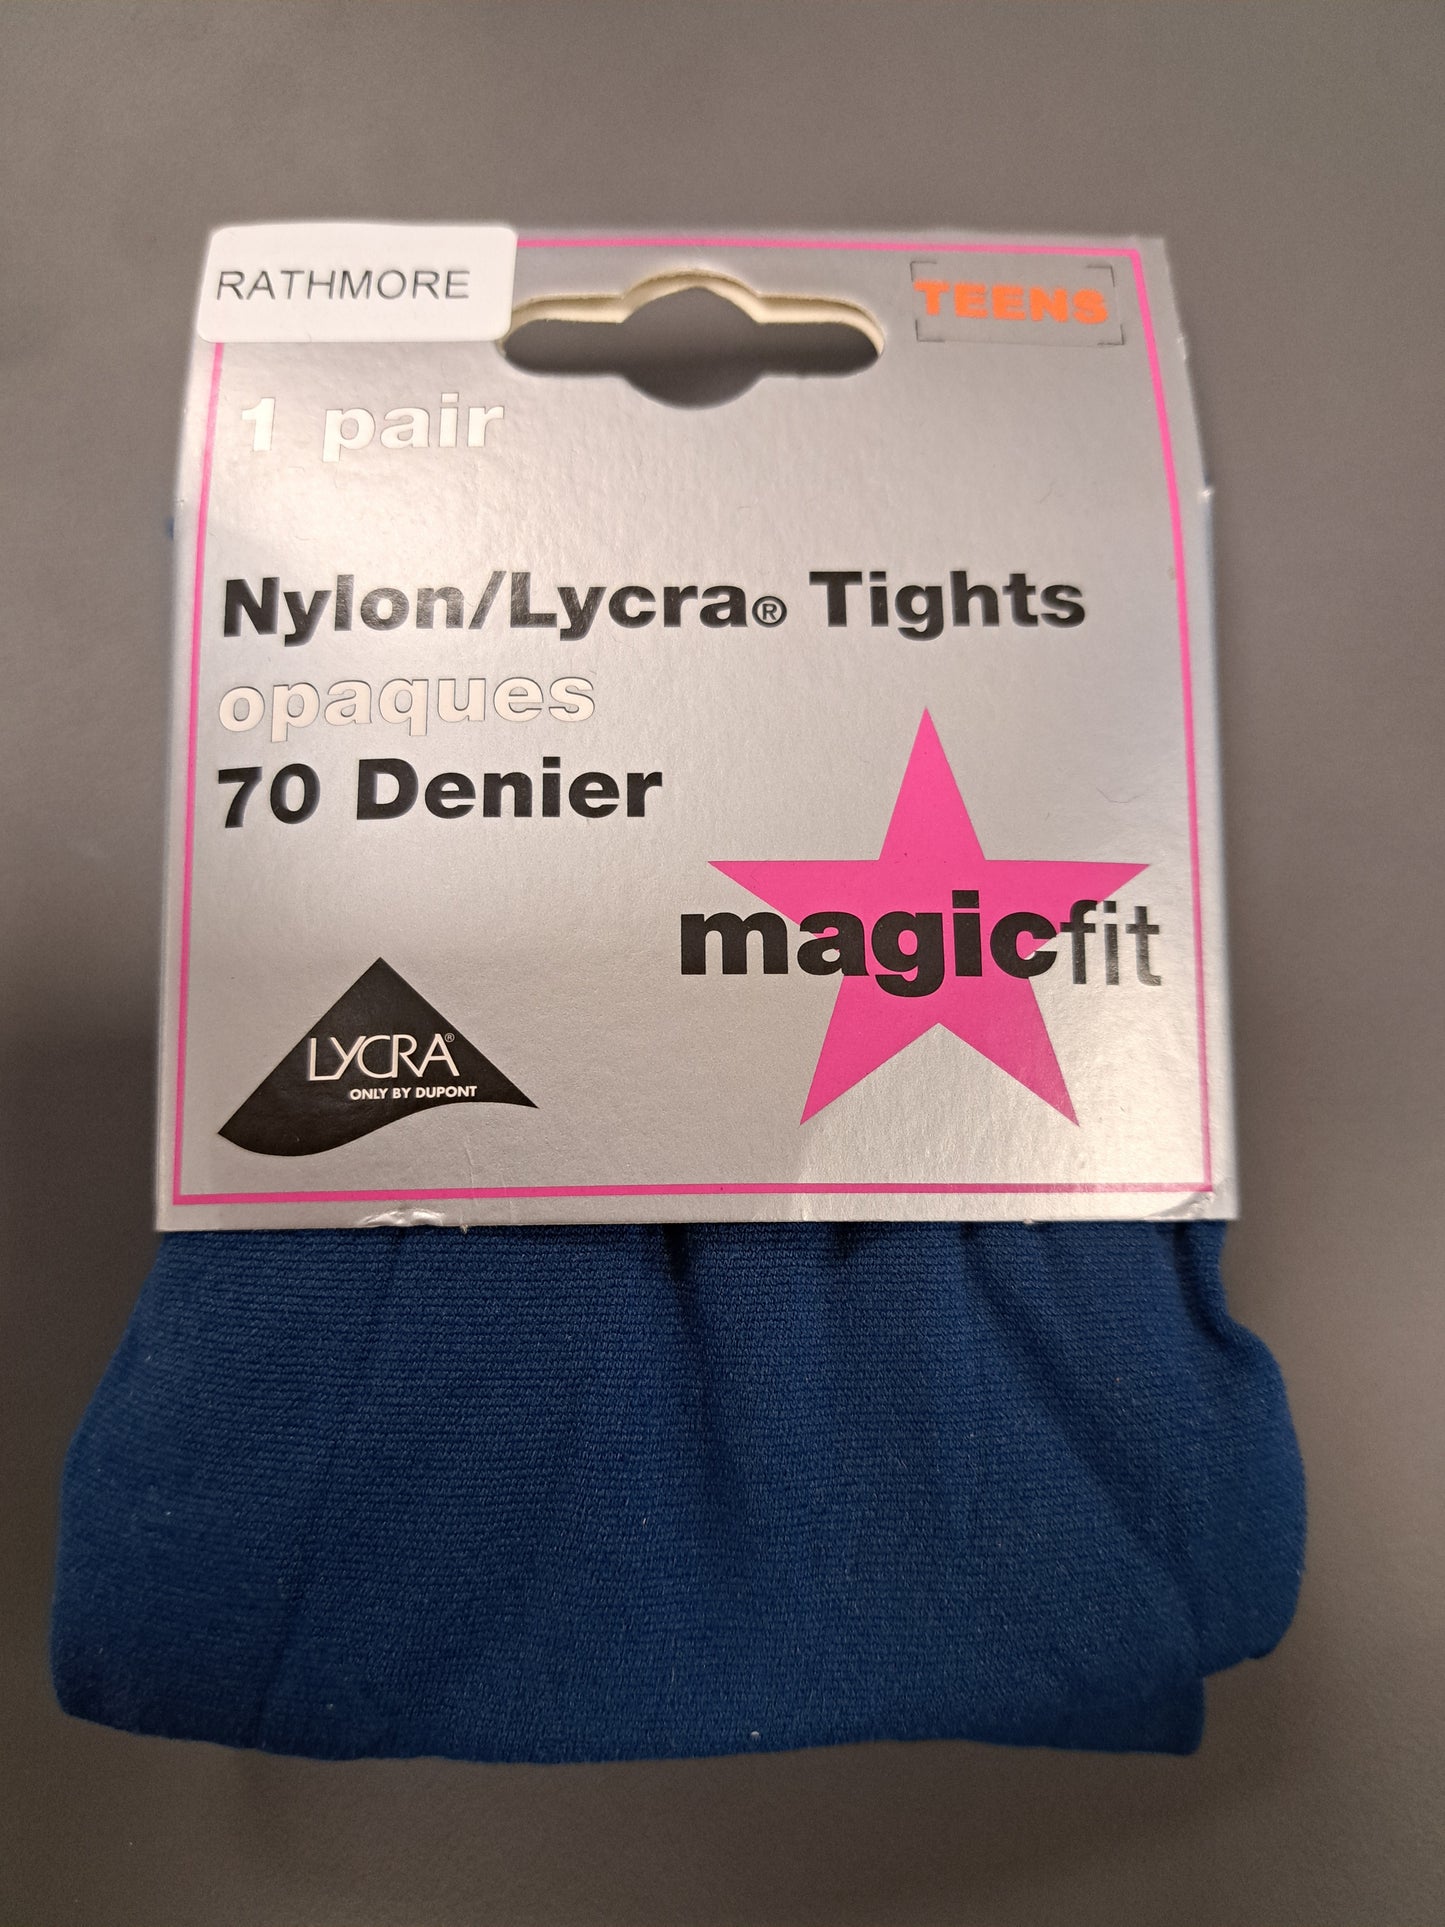 RATHMORE
TEENS
1 pair
Nylon/Lycra® Tights
opaques
70 Denier
magicfit
LYCRA®
ONLY BY DUPONT